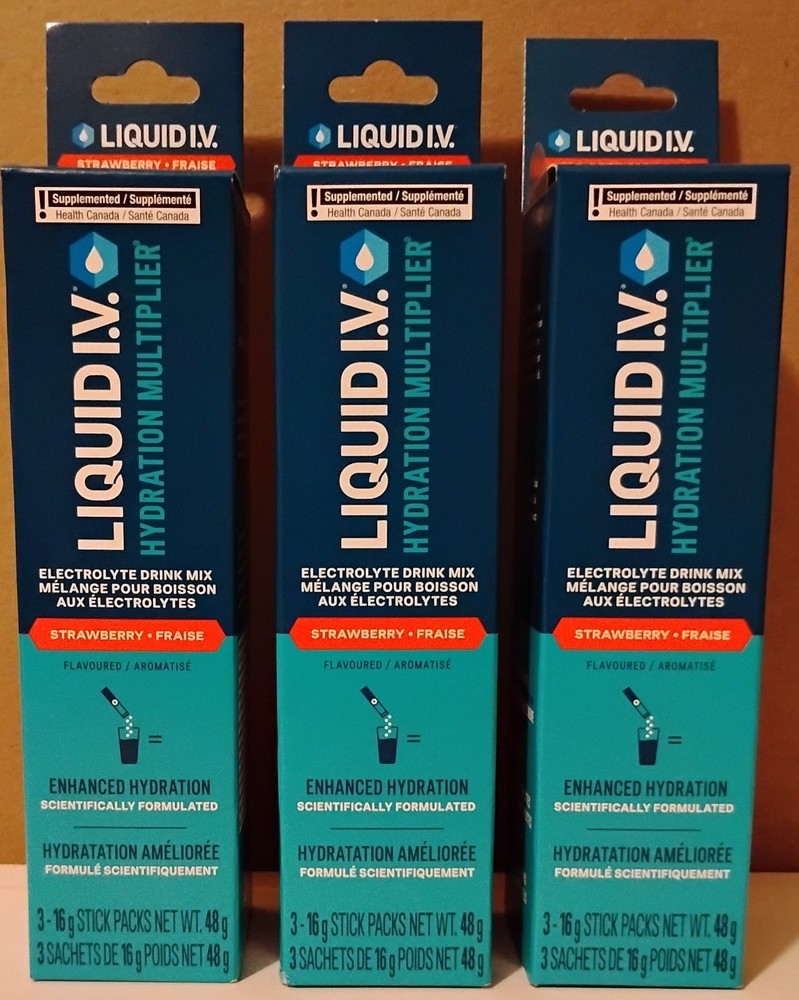 LIQUID I.V.
STRAWBERRY • FRAISE
! Supplemented / Supplémenté
Health Canada / Santé Canada
LIQUID I.V.®
HYDRATION MULTIPLIER®
ELECTROLYTE DRINK MIX
MÉLANGE POUR BOISSON
AUX ÉLECTROLYTES
STRAWBERRY • FRAISE
FLAVOURED / AROMATISÉ
=
ENHANCED HYDRATION
SCIENTIFICALLY FORMULATED
HYDRATATION AMÉLIORÉE
FORMULÉ SCIENTIFIQUEMENT
3 - 16 g STICK PACKS NET WT. 48 g
3 SACHETS DE 16 g POIDS NET 48 g
LIQUID I.V.
STRAWBERRY • FRAISE
! Supplemented / Supplémenté
Health Canada / Santé Canada
LIQUID I.V.®
HYDRATION MULTIPLIER®
ELECTROLYTE DRINK MIX
MÉLANGE POUR BOISSON
AUX ÉLECTROLYTES
STRAWBERRY • FRAISE
FLAVOURED / AROMATISÉ
=
ENHANCED HYDRATION
SCIENTIFICALLY FORMULATED
HYDRATATION AMÉLIORÉE
FORMULÉ SCIENTIFIQUEMENT
3 - 16 g STICK PACKS NET WT. 48 g
3 SACHETS DE 16 g POIDS NET 48 g
LIQUID I.V.
! Supplemented / Supplémenté
Health Canada / Santé Canada
LIQUID I.V.®
HYDRATION MULTIPLIER®
ELECTROLYTE DRINK MIX
MÉLANGE POUR BOISSON
AUX ÉLECTROLYTES
STRAWBERRY • FRAISE
FLAVOURED / AROMATISÉ
=
ENHANCED HYDRATION
SCIENTIFICALLY FORMULATED
HYDRATATION AMÉLIORÉE
FORMULÉ SCIENTIFIQUEMENT
3 - 16 g STICK PACKS NET WT. 48 g
3 SACHETS DE 16 g POIDS NET 48 g